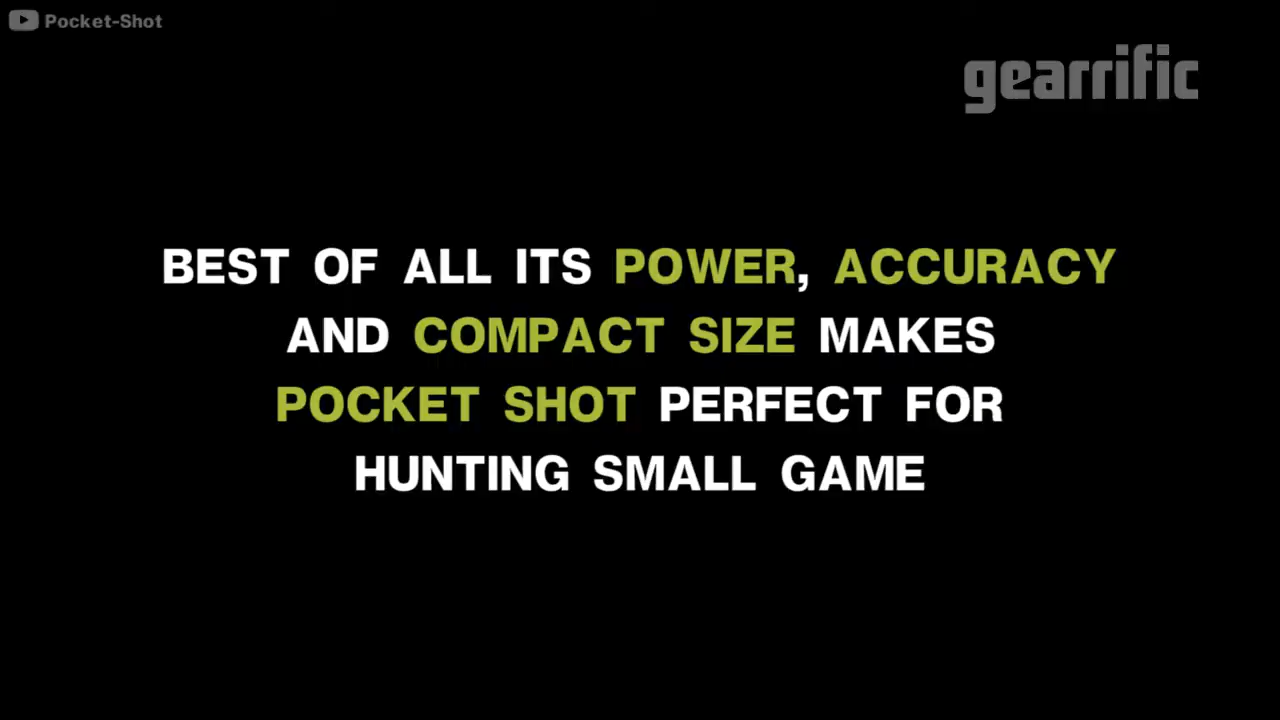 Pocket-Shot
gearrific
BEST OF ALL ITS POWER, ACCURACY
AND COMPACT SIZE MAKES
POCKET SHOT PERFECT FOR
HUNTING SMALL GAME